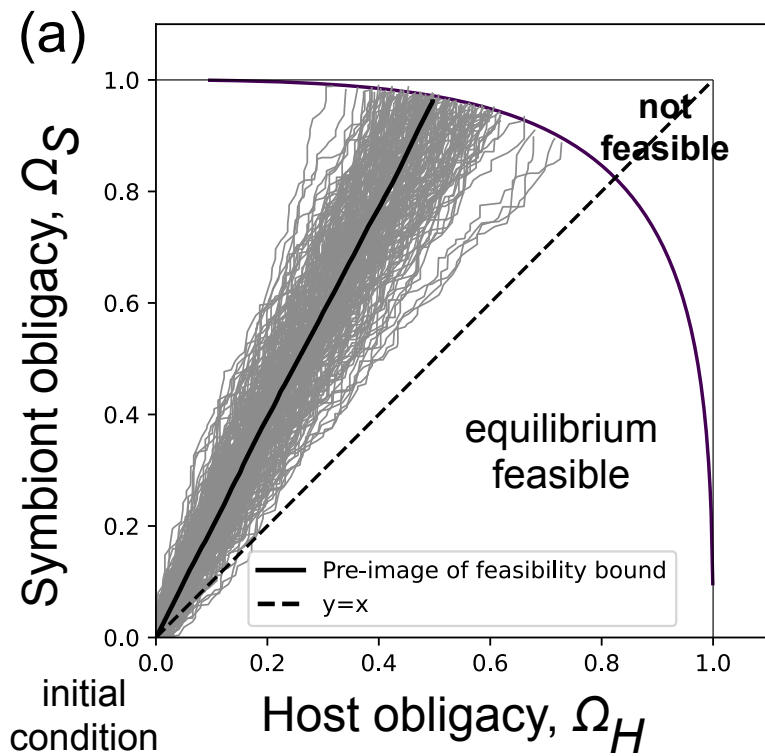 (a)
1.0
0.8
0.6
0.4
0.2
0.0
Symbiont obligacy, Ω_S
not
feasible
equilibrium
feasible
Pre-image of feasibility bound
y=x
0.0 0.2 0.4 0.6 0.8 1.0
initial
condition
Host obligacy, Ω_H